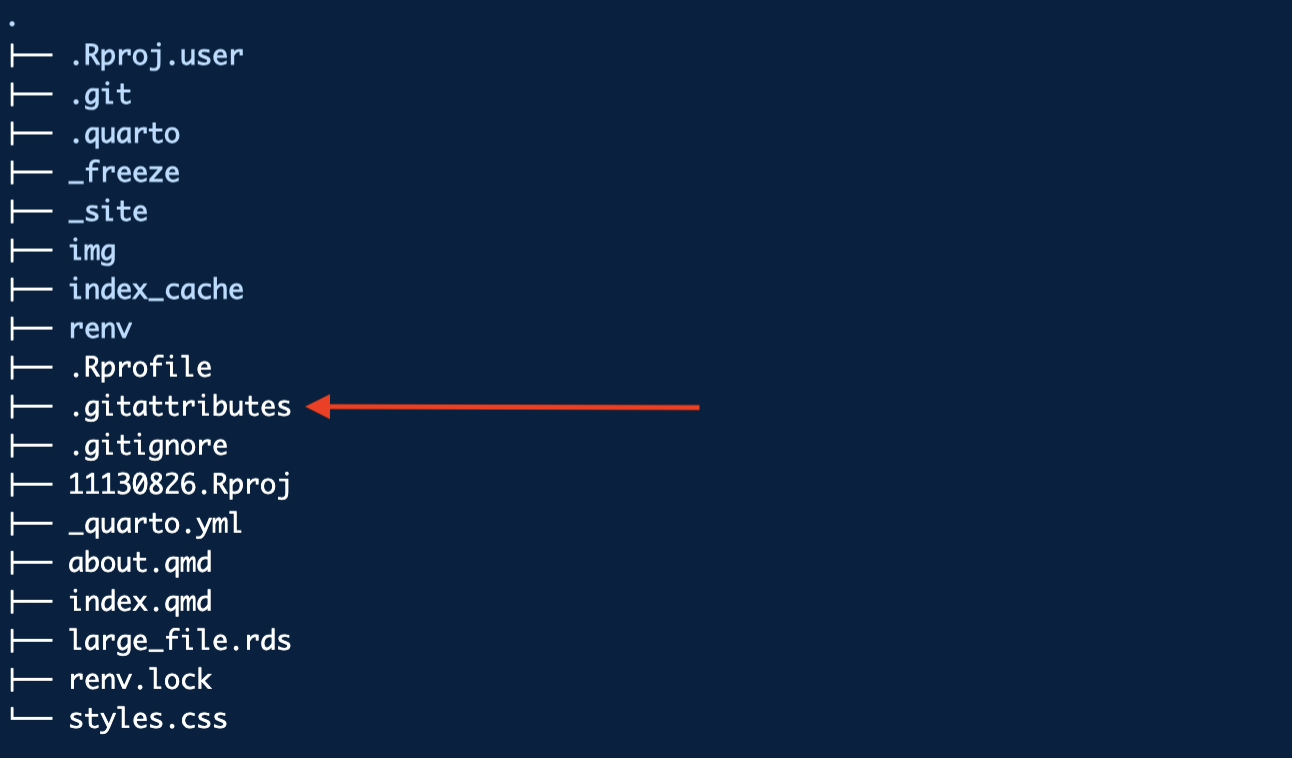 .
├── .Rproj.user
├── .git
├── .quarto
├── _freeze
├── _site
├── img
├── index_cache
├── renv
├── .Rprofile
├── .gitattributes
├── .gitignore
├── 11130826.Rproj
├── _quarto.yml
├── about.qmd
├── index.qmd
├── large_file.rds
├── renv.lock
└── styles.css